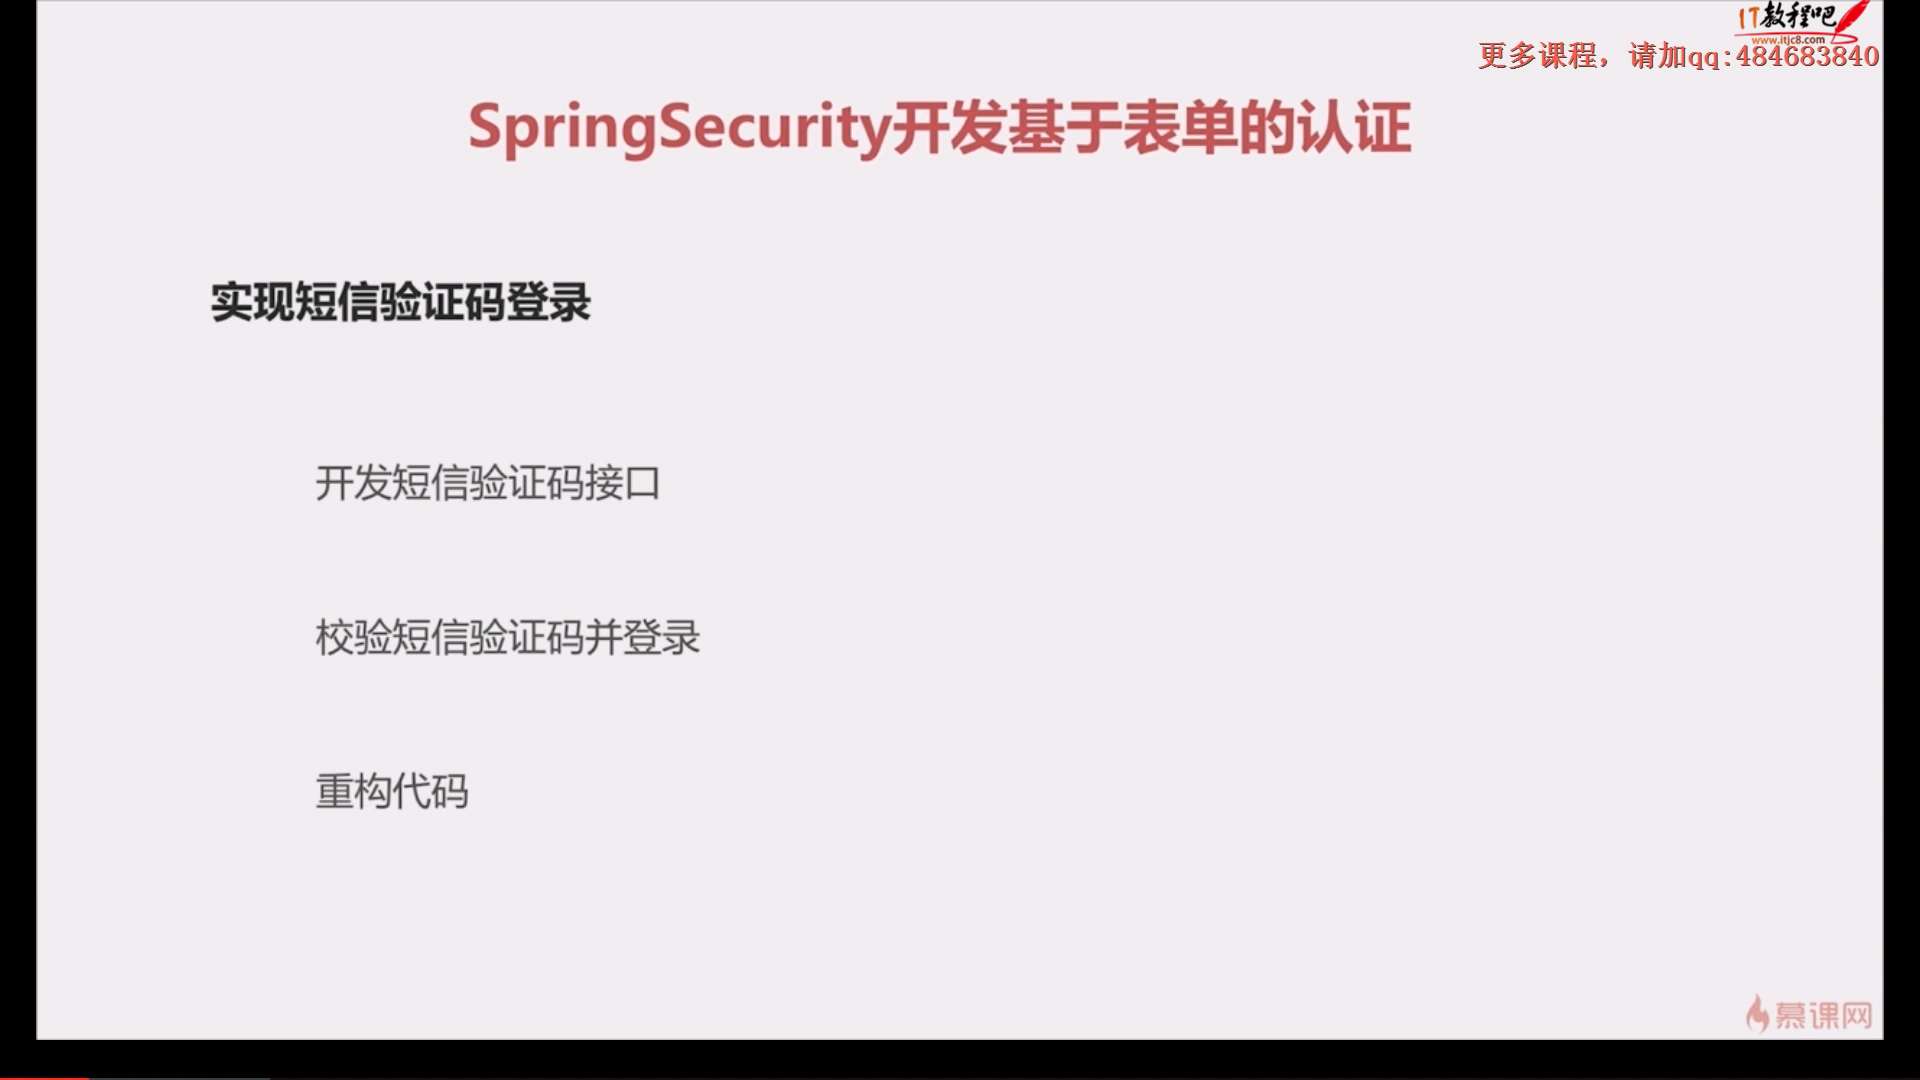 IT教程吧
www.itjc8.com
更多课程，请加qq:484683840
SpringSecurity开发基于表单的认证
实现短信验证码登录
开发短信验证码接口
校验短信验证码并登录
重构代码
慕课网